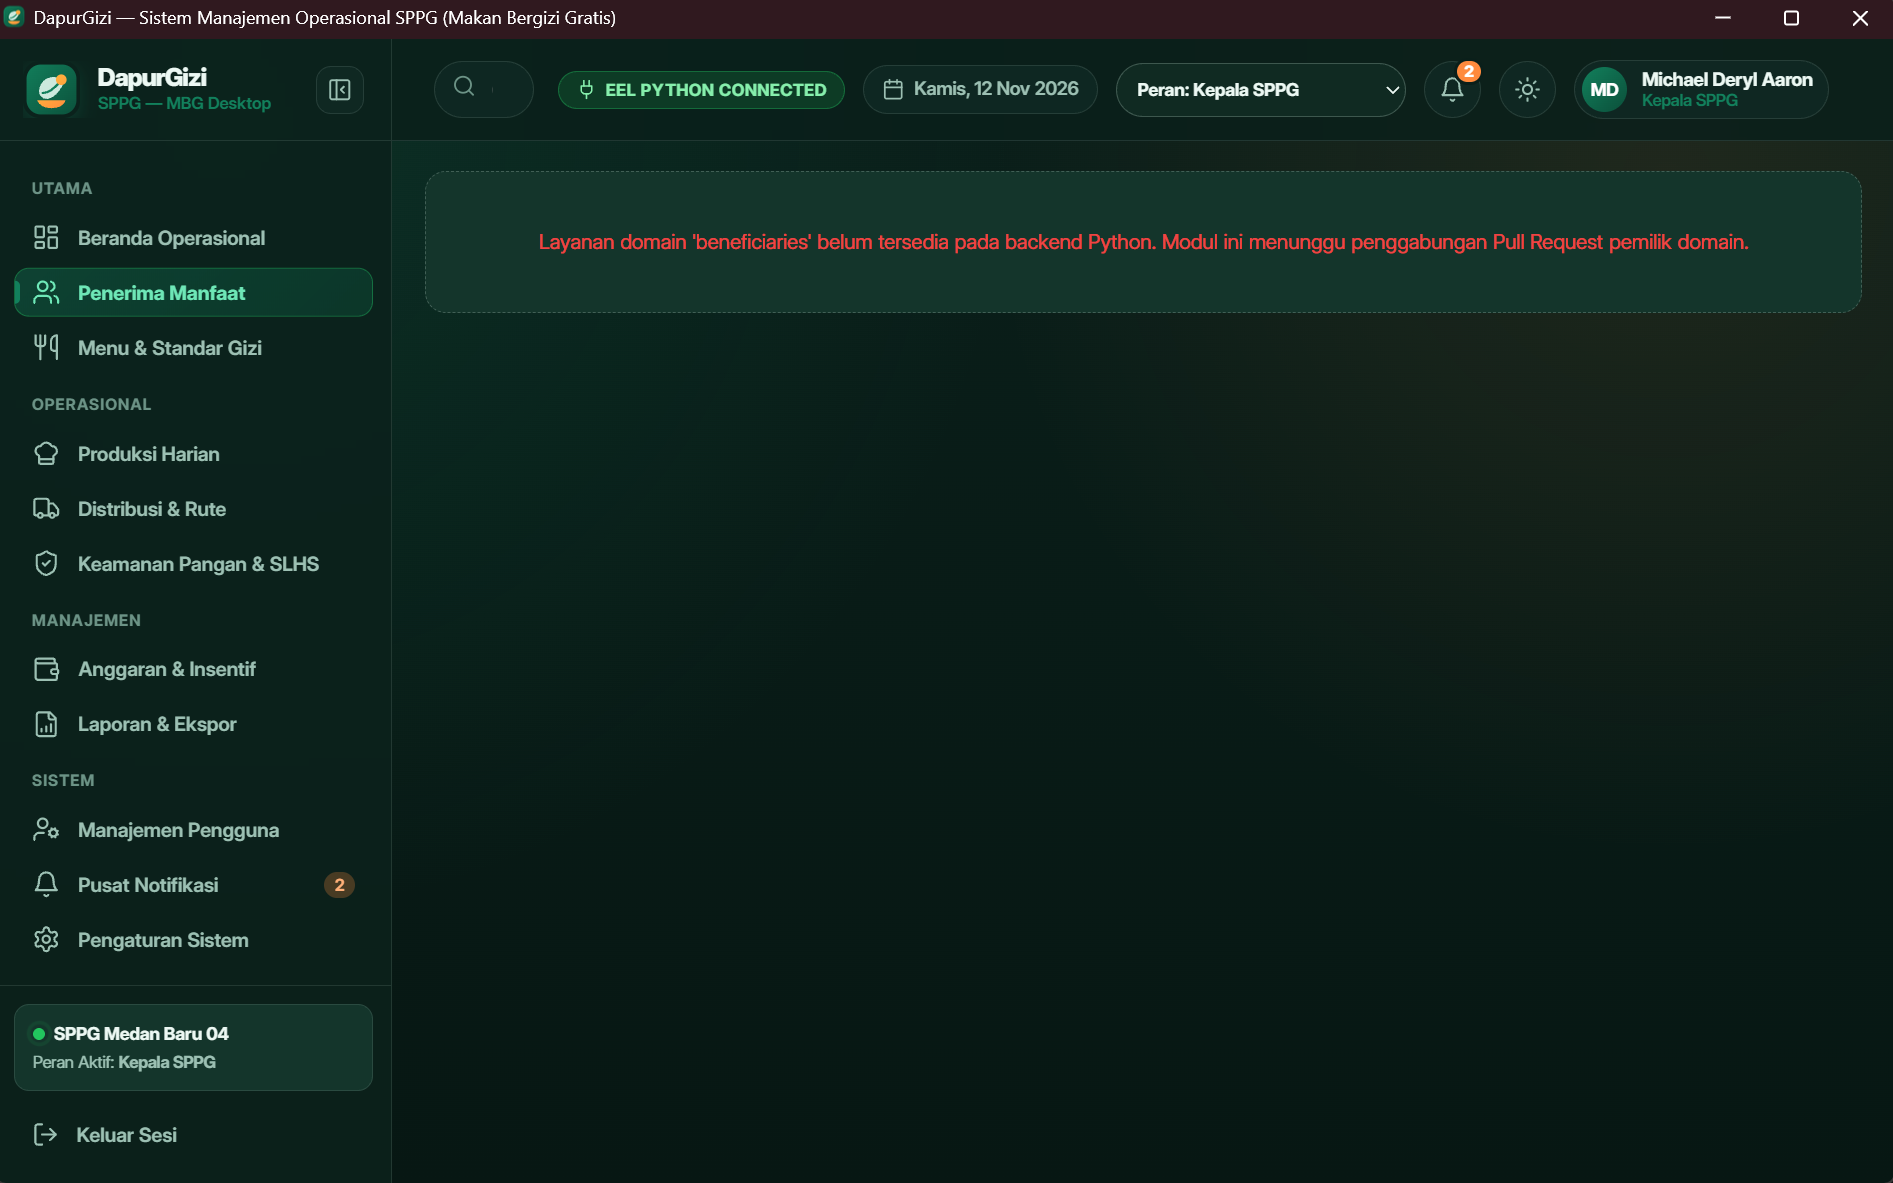 DapurGizi — Sistem Manajemen Operasional SPPG (Makan Bergizi Gratis)
DapurGizi
SPPG — MBG Desktop
EEL PYTHON CONNECTED
Kamis, 12 Nov 2026
Peran: Kepala SPPG
2
MD
Michael Deryl Aaron
Kepala SPPG
UTAMA
Beranda Operasional
Penerima Manfaat
Menu & Standar Gizi
OPERASIONAL
Produksi Harian
Distribusi & Rute
Keamanan Pangan & SLHS
MANAJEMEN
Anggaran & Insentif
Laporan & Ekspor
SISTEM
Manajemen Pengguna
Pusat Notifikasi
2
Pengaturan Sistem
SPPG Medan Baru 04
Peran Aktif: Kepala SPPG
Keluar Sesi
Layanan domain 'beneficiaries' belum tersedia pada backend Python. Modul ini menunggu penggabungan Pull Request pemilik domain.